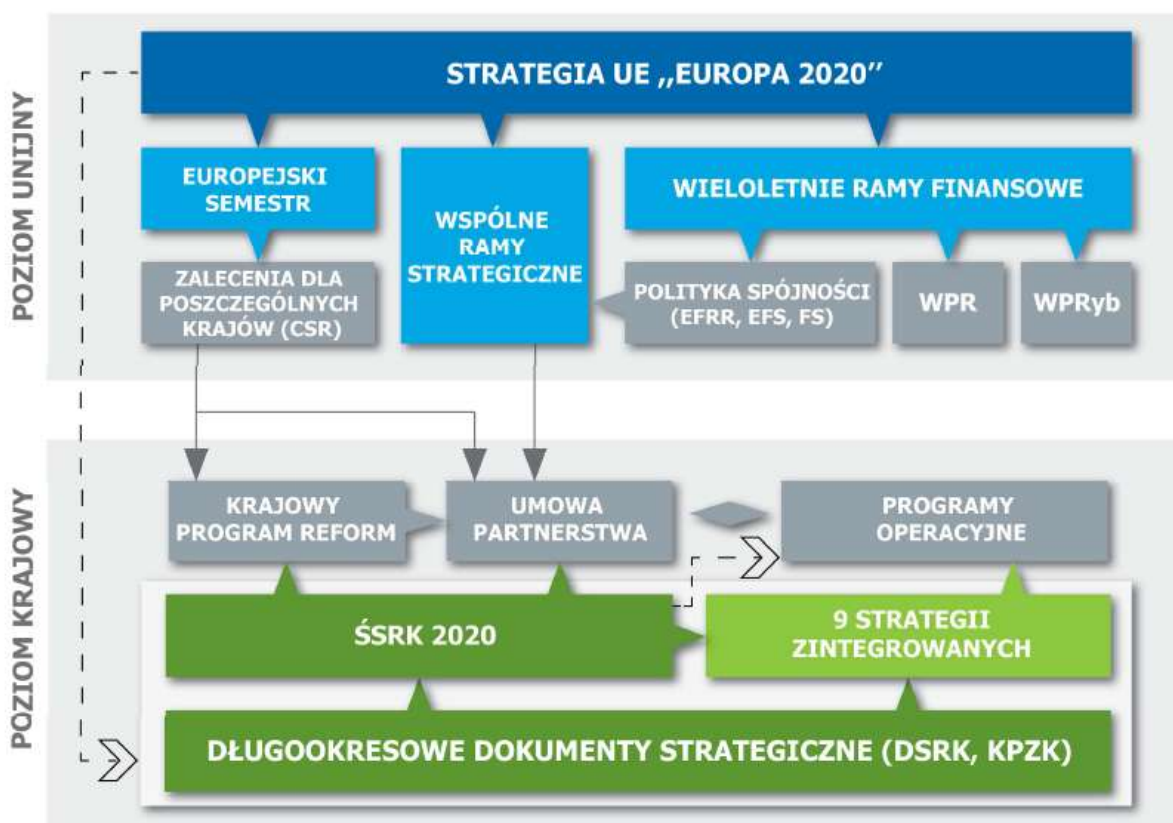 POZIOM UNIJNY
STRATEGIA UE ,,EUROPA 2020”
EUROPEJSKI
SEMESTR
WSPÓLNE
RAMY
STRATEGICZNE
WIELOLETNIE RAMY FINANSOWE
ZALECENIA DLA
POSZCZEGÓLNYCH
KRAJÓW (CSR)
POLITYKA SPÓJNOŚCI
(EFRR, EFS, FS)
WPR
WPRyb
POZIOM KRAJOWY
KRAJOWY
PROGRAM REFORM
UMOWA
PARTNERSTWA
PROGRAMY
OPERACYJNE
ŚSRK 2020
9 STRATEGII
ZINTEGROWANYCH
DŁUGOOKRESOWE DOKUMENTY STRATEGICZNE (DSRK, KPZK)